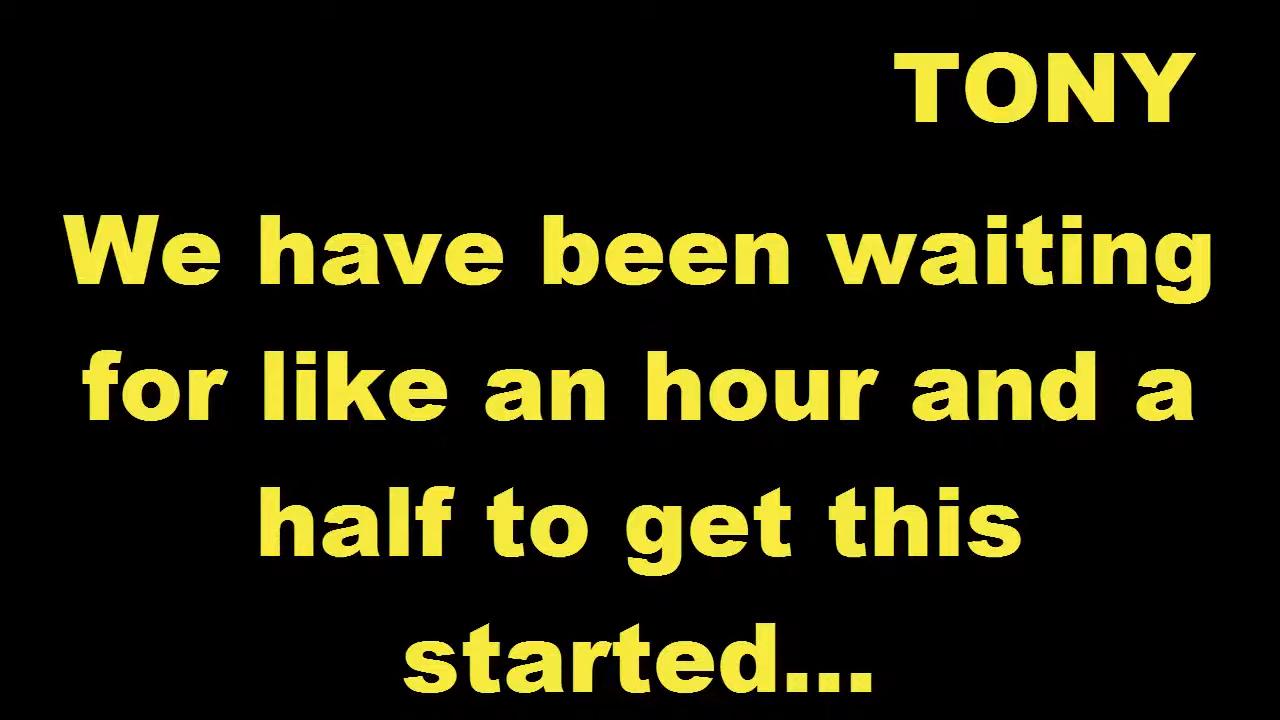 TONY
We have been waiting
for like an hour and a
half to get this
started...